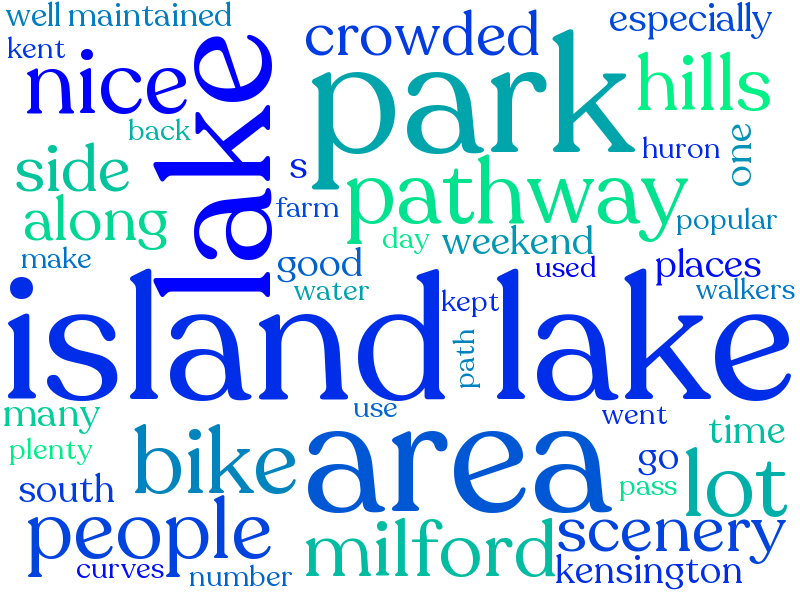 well maintained
crowded
especially
kent
nice
lake
park
hills
back
huron
one
side
s
pathway
along
farm
popular
day
weekend
make
good
used
places
water
walkers
island lake
kept
path
many
use
went
plenty
bike
area
time
go
south
pass
lot
people
milford
scenery
curves
number
kensington